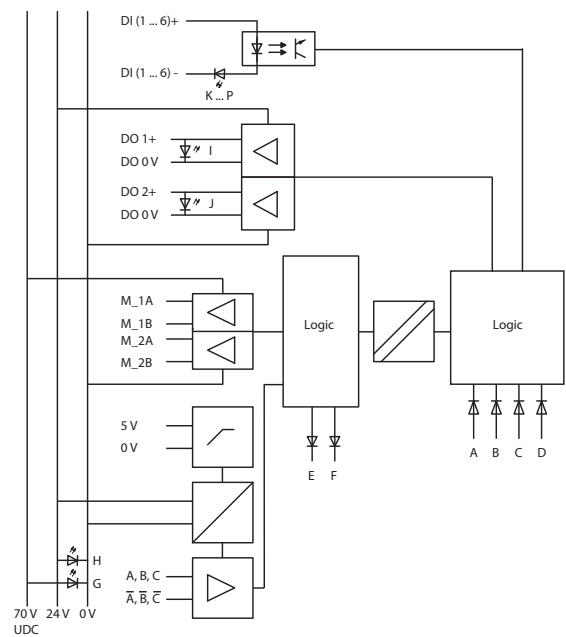 DI (1 ... 6)+
DI (1 ... 6) -
K ... P
DO 1+
I
DO 0 V
DO 2+
J
DO 0 V
M_1A
M_1B
M_2A
M_2B
Logic
Logic
A B C D
5 V
0 V
E F
H
G
A, B, C
A̅, B̅, C̅
70 V 24 V 0 V
UDC